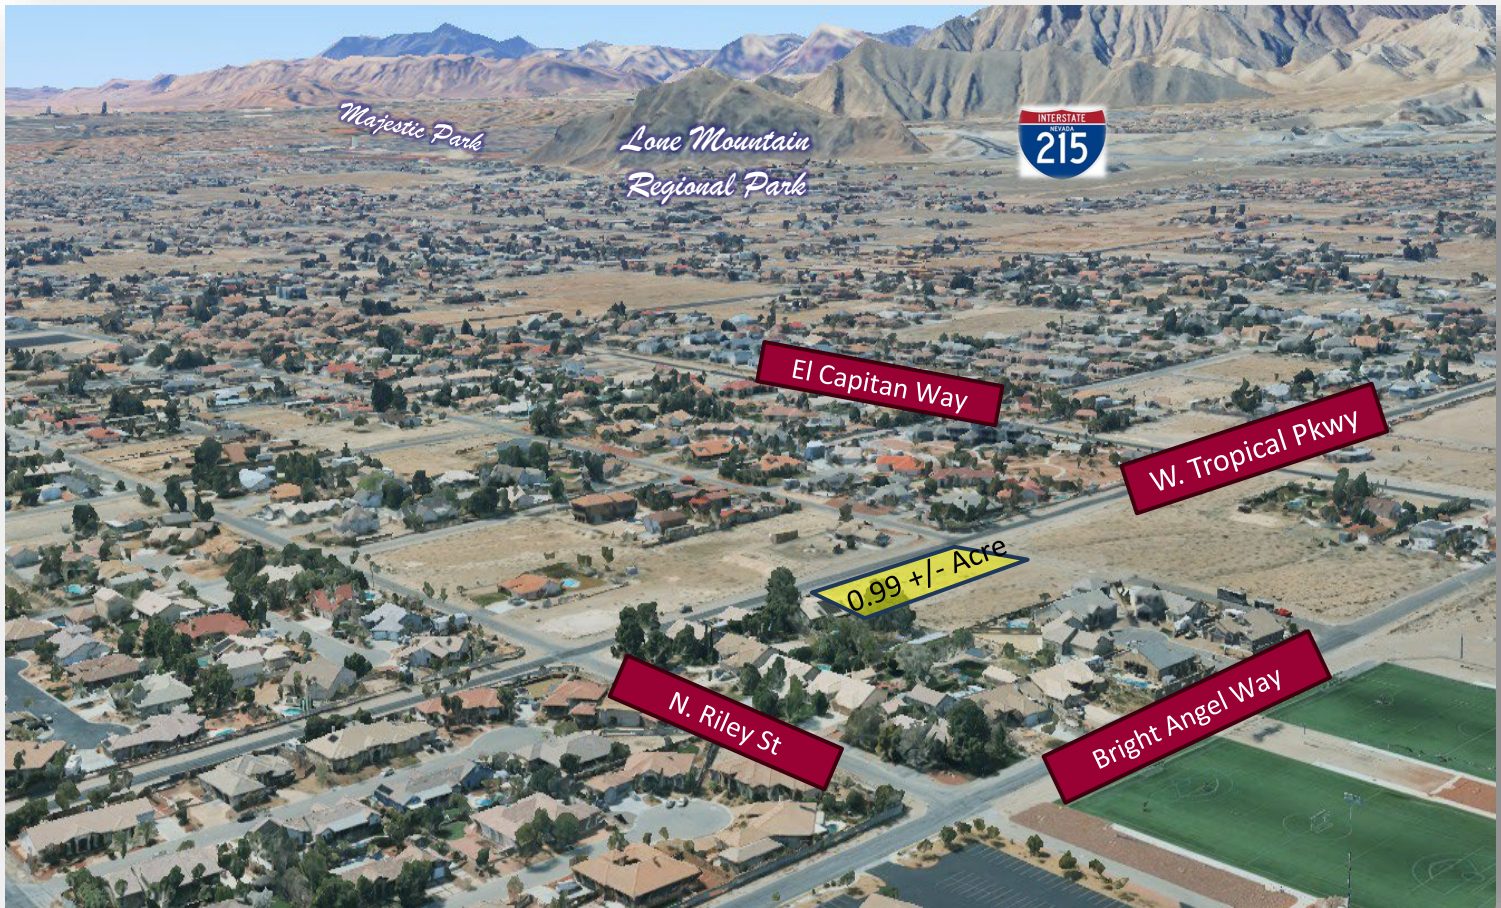 Majestic Park
Lone Mountain
Regional Park
INTERSTATE
NEVADA
215
El Capitan Way
W. Tropical Pkwy
0.99 +/- Acre
N. Riley St
Bright Angel Way